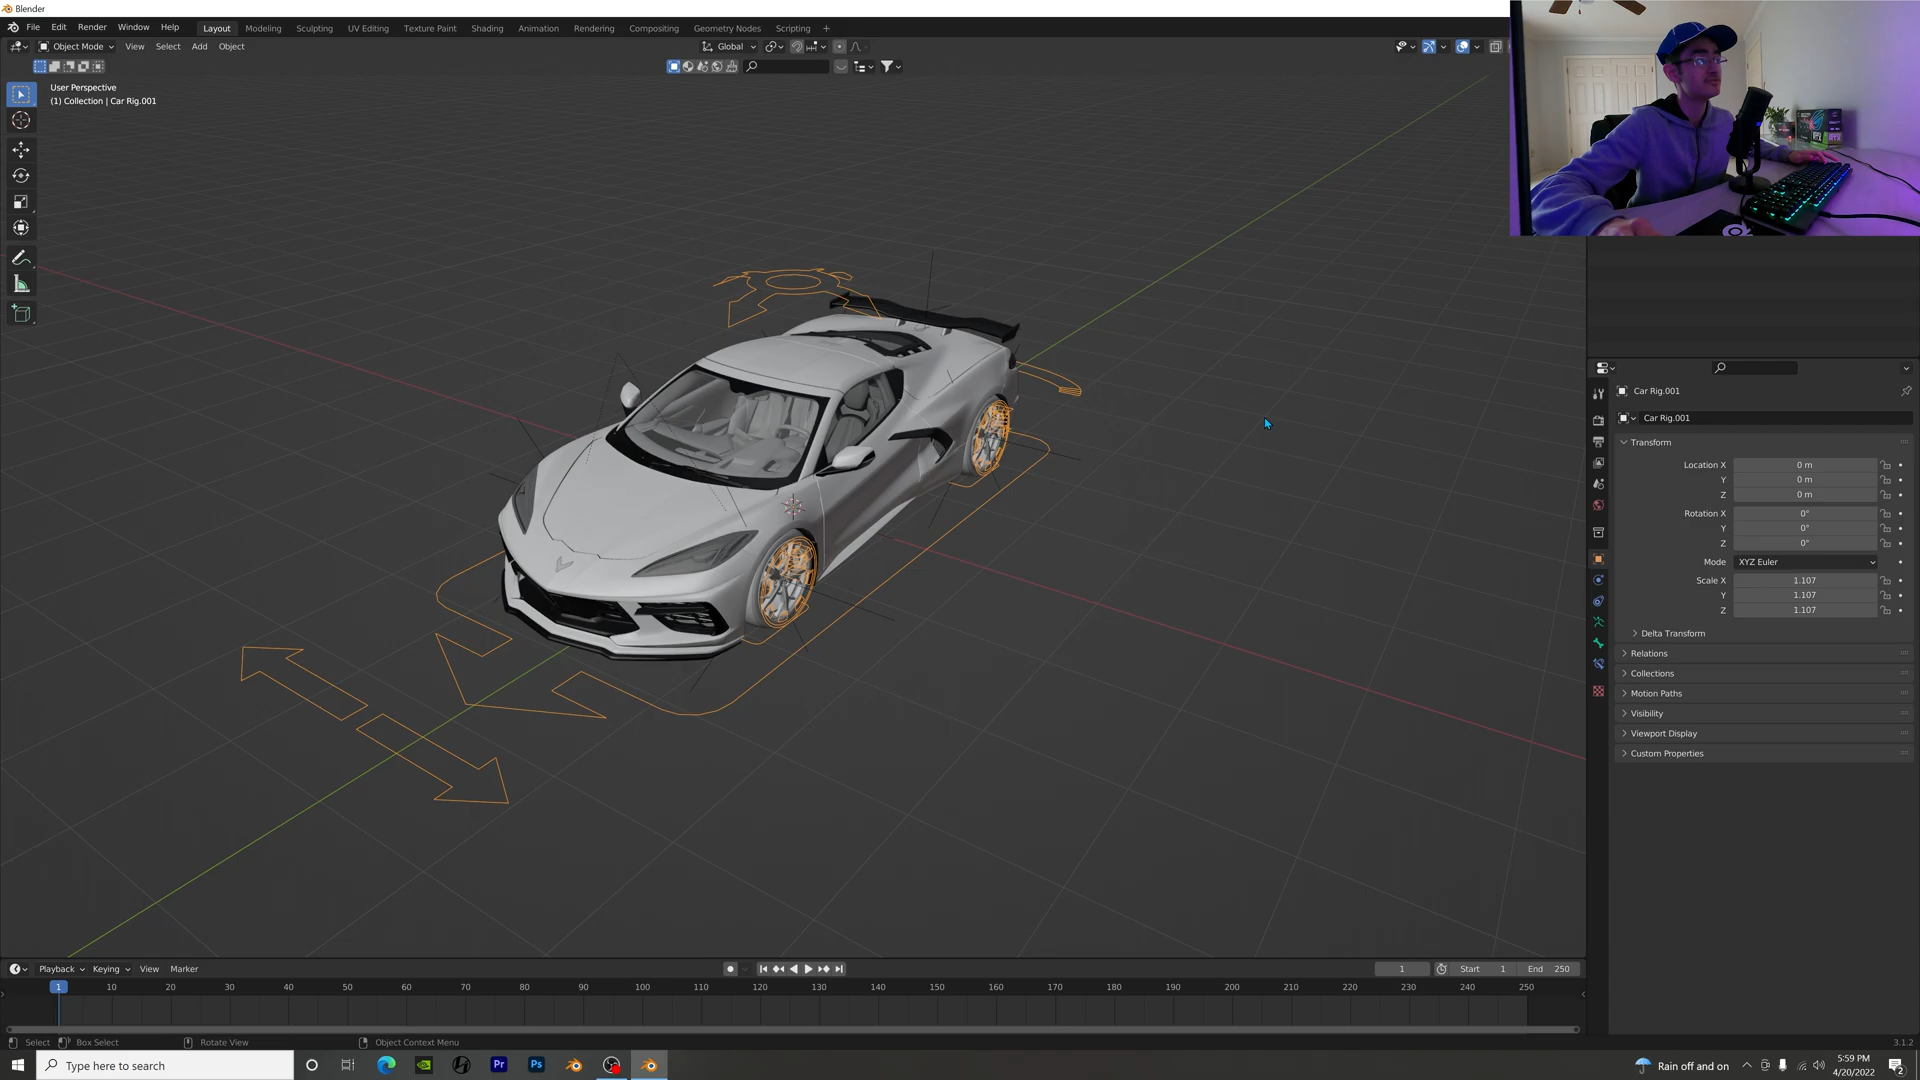 Blender
File Edit Render Window Help Layout Modeling Sculpting UV Editing Texture Paint Shading Animation Rendering Compositing Geometry Nodes Scripting +
Object Mode View Select Add Object Global
User Perspective
(1) Collection | Car Rig.001
Car Rig.001
Car Rig.001
Transform
Location X 0 m
Y 0 m
Z 0 m
Rotation X 0°
Y 0°
Z 0°
Mode XYZ Euler
Scale X 1.107
Y 1.107
Z 1.107
Delta Transform
Relations
Collections
Motion Paths
Visibility
Viewport Display
Custom Properties
Playback Keying View Marker 1 Start 1 End 250
1 10 20 30 40 50 60 70 80 90 100 110 120 130 140 150 160 170 180 190 200 210 220 230 240 250
Select Box Select Rotate View Object Context Menu 3.1.2
Type here to search Pr Ps Rain off and on 5:59 PM
4/20/2022 2